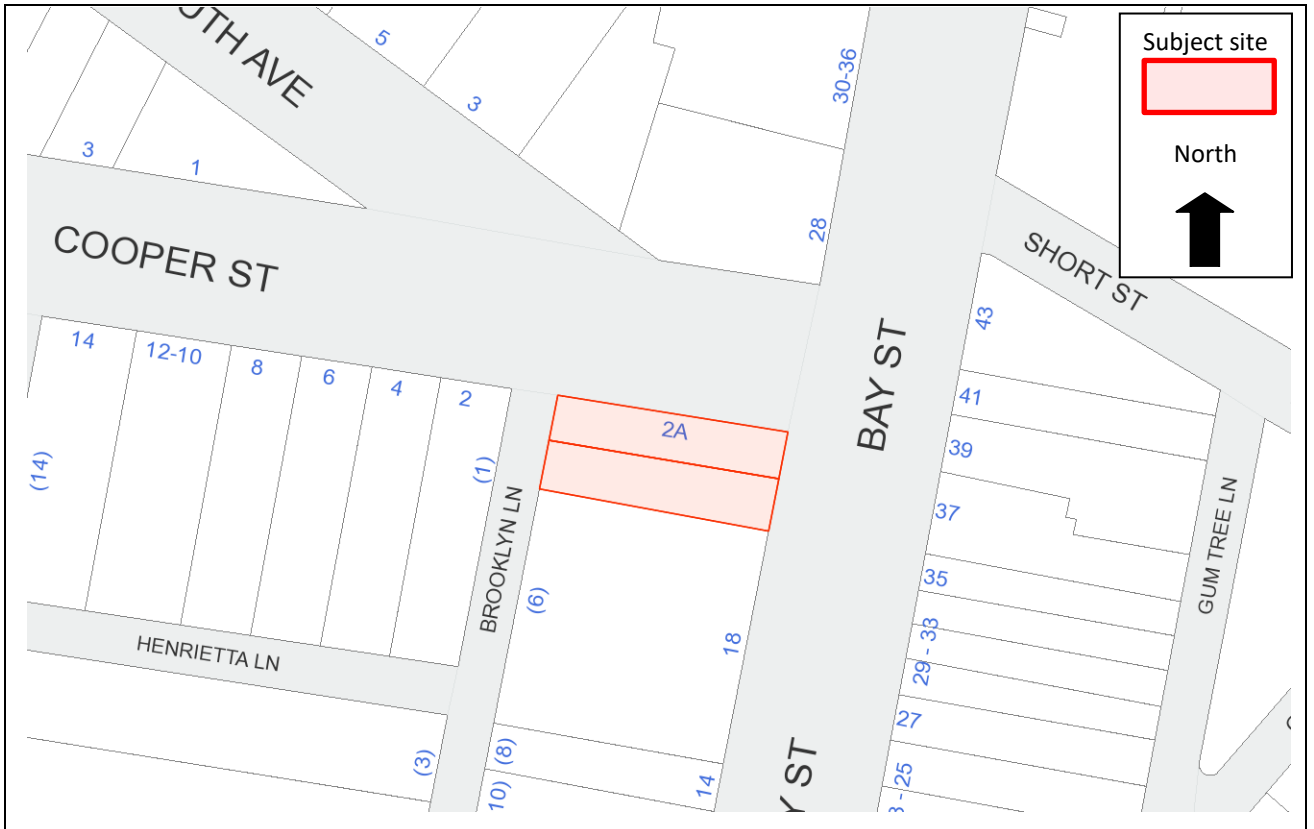 Subject site
North
UTH AVE
5
3
30-36
28
3
1
COOPER ST
SHORT ST
BAY ST
43
41
39
37
35
29 - 33
27
- 25
14
12-10
8
6
4
2
2A
(14)
(1)
BROOKLYN LN
(6)
18
GUM TREE LN
HENRIETTA LN
(3)
(8)
10)
14
Y ST